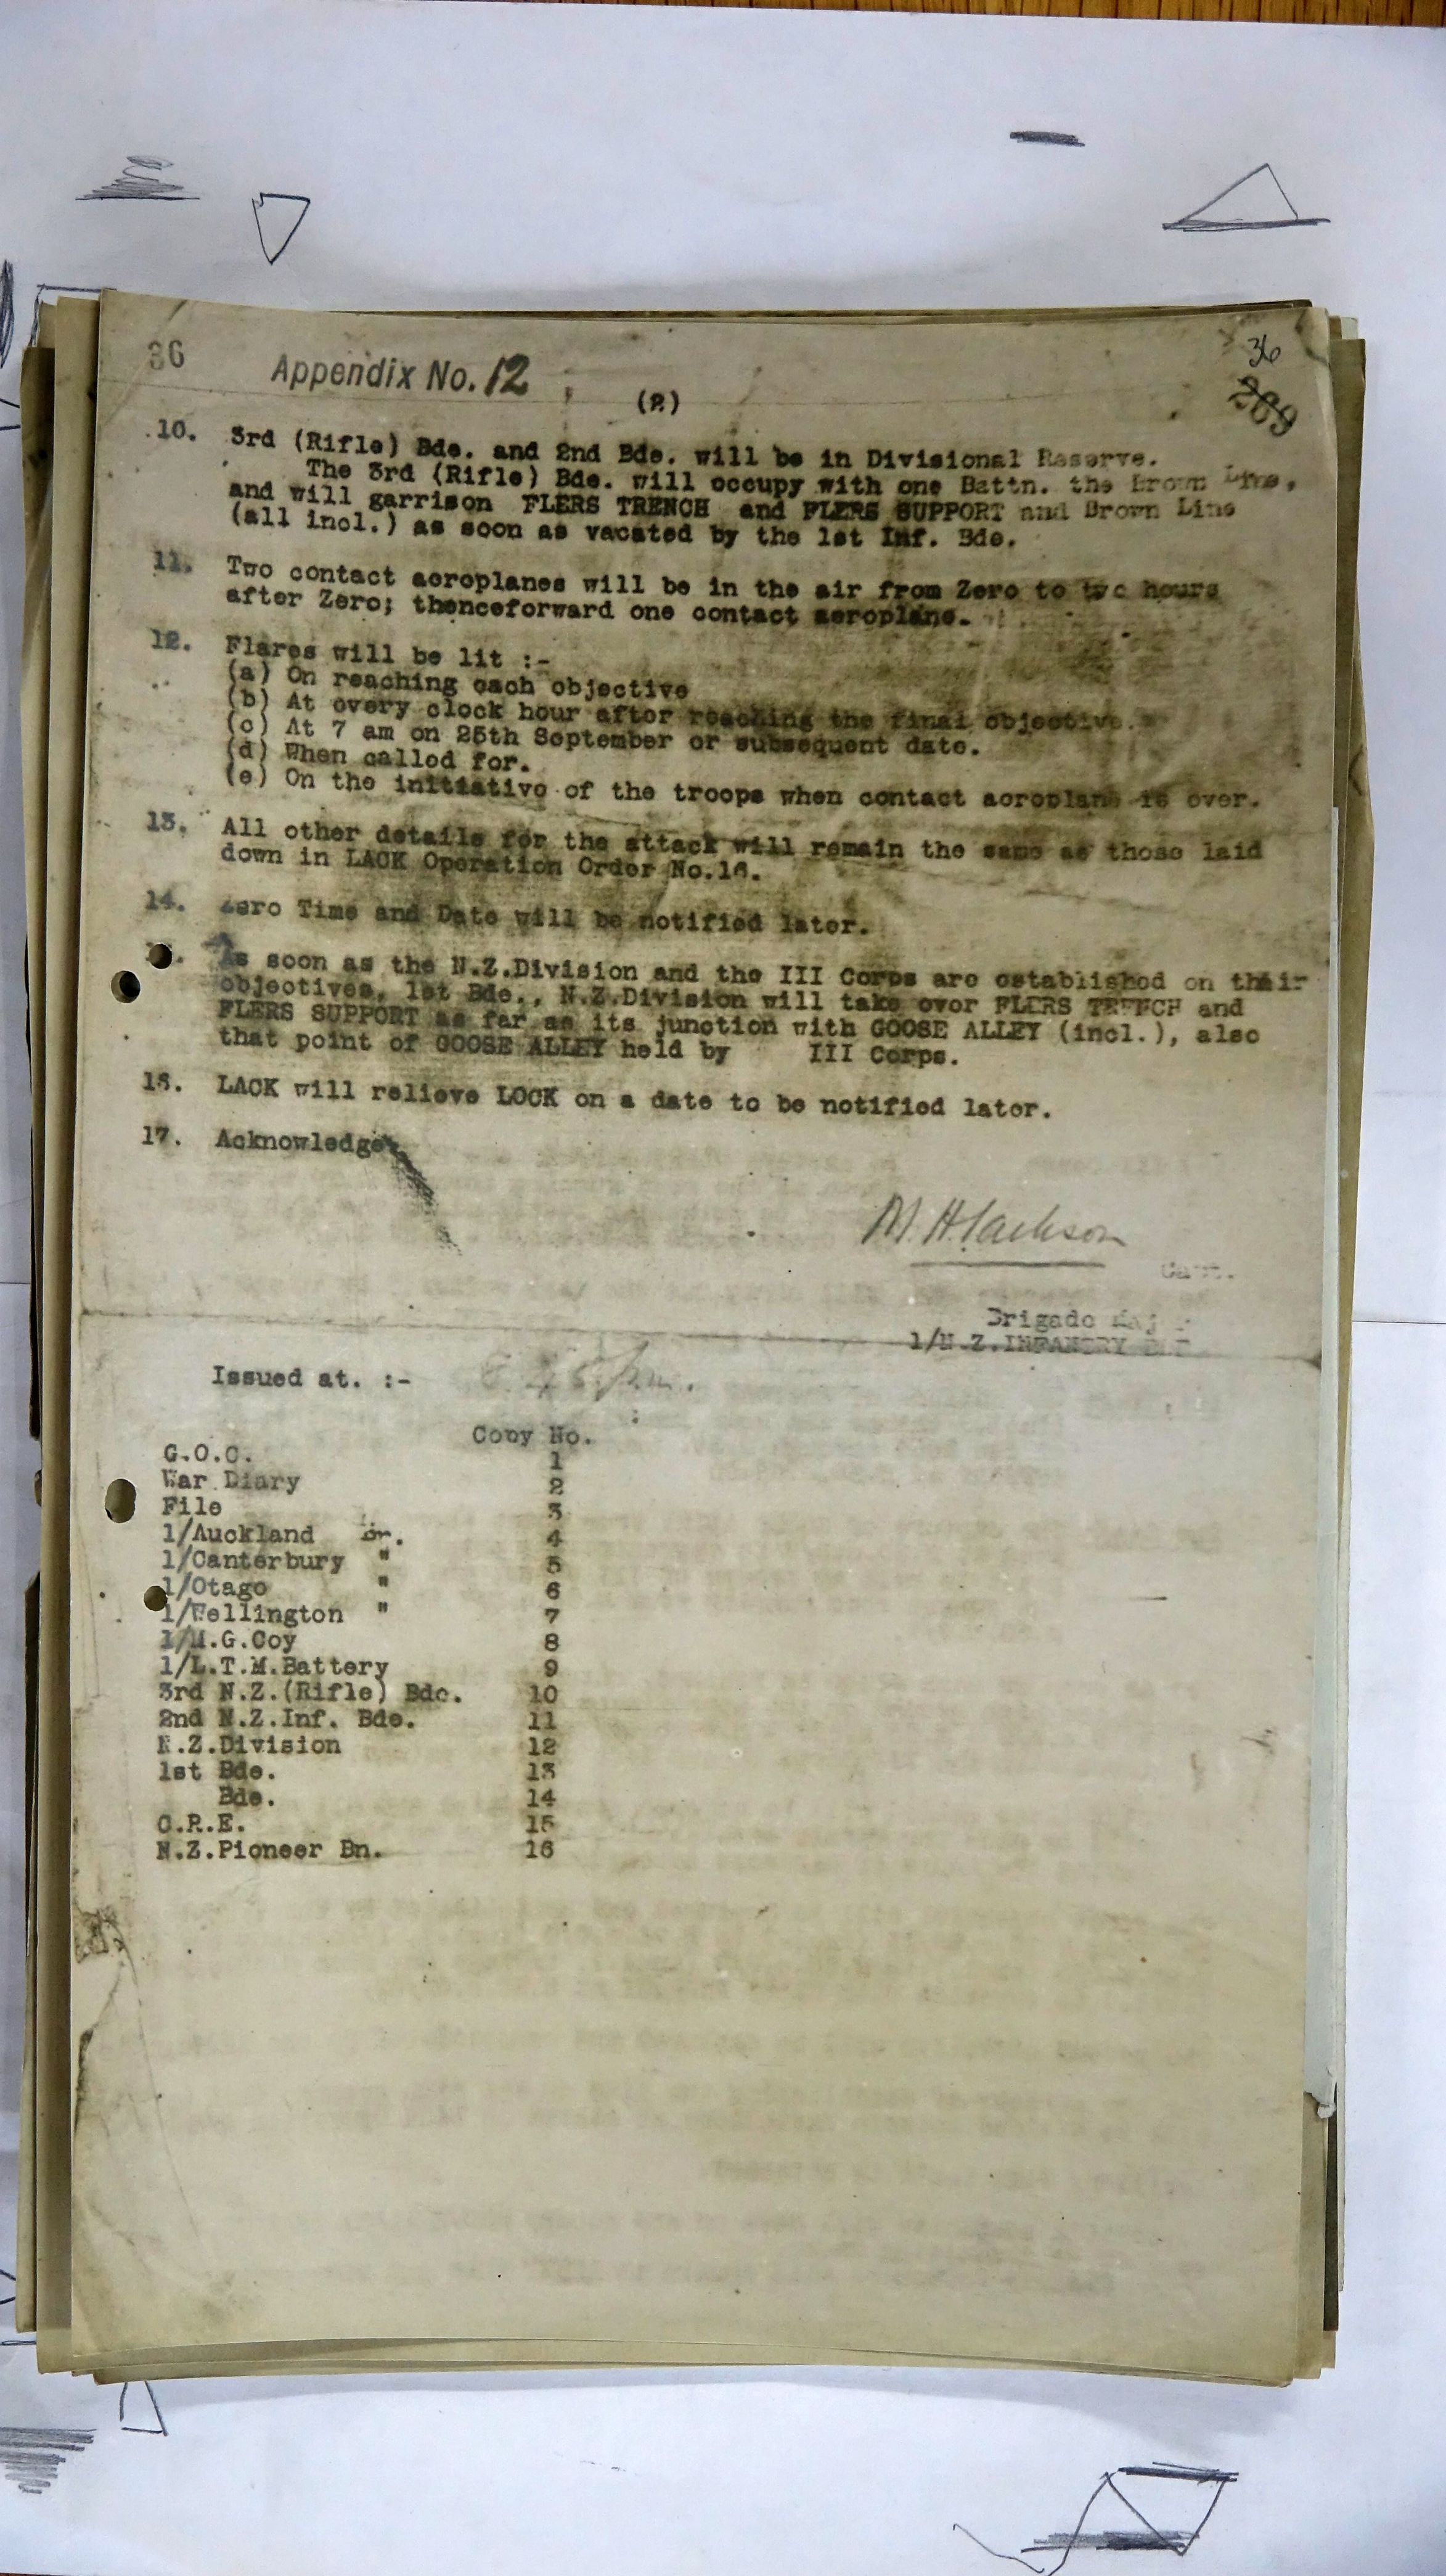 36
Appendix No. 12
36
269
(2)
10. 3rd (Rifle) Bde. and 2nd Bde. will be in Divisional Reserve.
The 3rd (Rifle) Bde. will occupy with one Battn. the Brown Line,
and will garrison FLERS TRENCH and FLERS SUPPORT and Brown Line
(all incl.) as soon as vacated by the 1st Inf. Bde.
11. Two contact aeroplanes will be in the air from Zero to two hours
after Zero; thenceforward one contact aeroplane.
12. Flares will be lit :-
(a) On reaching each objective
(b) At every clock hour after reaching the final objective.
(c) At 7 am on 25th September or subsequent date.
(d) When called for.
(e) On the initiative of the troops when contact aeroplane is over.
13. All other details for the attack will remain the same as those laid
down in LACK Operation Order No.16.
14. Zero Time and Date will be notified later.
As soon as the N.Z.Division and the III Corps are established on their
objectives, 1st Bde., N.Z.Division will take over FLERS TRENCH and
FLERS SUPPORT as far as its junction with GOOSE ALLEY (incl.), also
that point of GOOSE ALLEY held by III Corps.
16. LACK will relieve LOCK on a date to be notified later.
17. Acknowledge.
M.H.Jackson
Capt.
Brigade Major
1/N.Z.INFANTRY BDE
Issued at. :-
Copy No.
G.O.C. 1
War Diary 2
File 3
1/Auckland Bn. 4
1/Canterbury " 5
1/Otago " 6
1/Wellington " 7
1/M.G.Coy 8
1/L.T.M.Battery 9
3rd N.Z.(Rifle) Bde. 10
2nd N.Z.Inf. Bde. 11
N.Z.Division 12
1st Bde. 13
Bde. 14
C.R.E. 15
N.Z.Pioneer Bn. 16